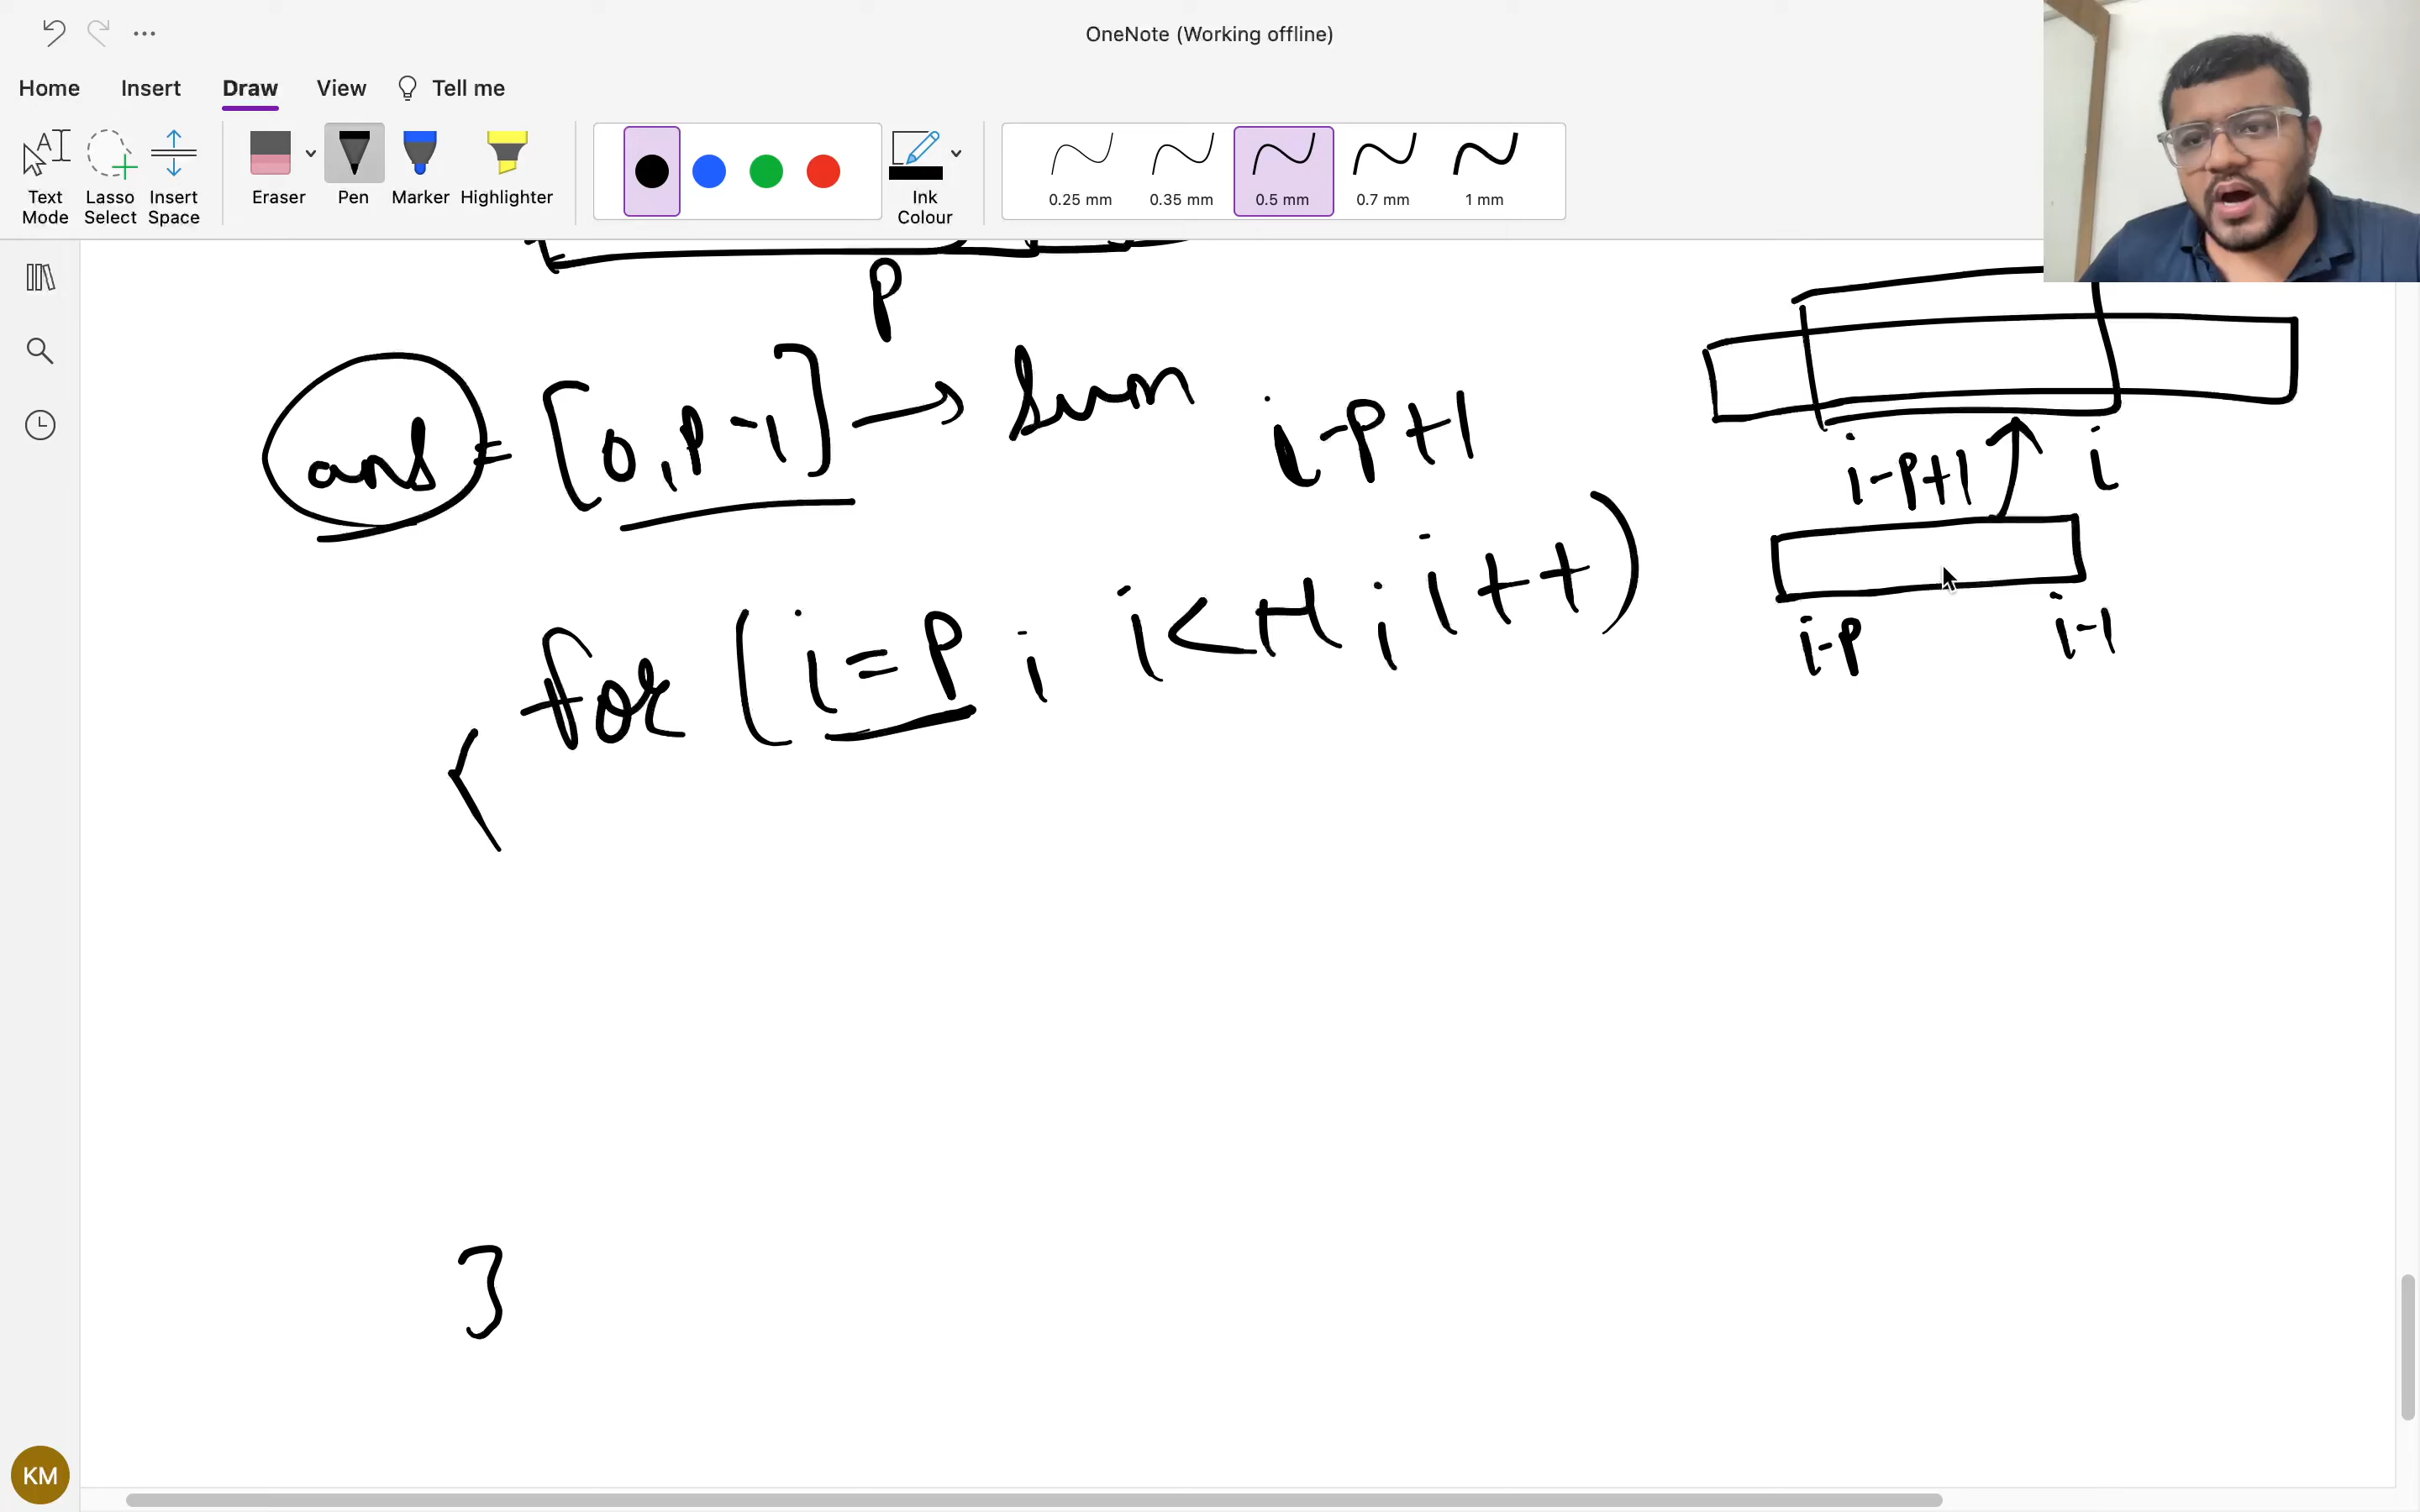 OneNote (Working offline)
Home Insert Draw View Tell me
Text Mode
Lasso Select
Insert Space
Eraser
Pen
Marker
Highlighter
Ink Colour
0.25 mm
0.35 mm
0.5 mm
0.7 mm
1 mm
P
ans = [0, P-1] → Sum
i-P+1
i-P+1 i
i-P i-1
for (i=P; i<n; i++)
{
}
KM